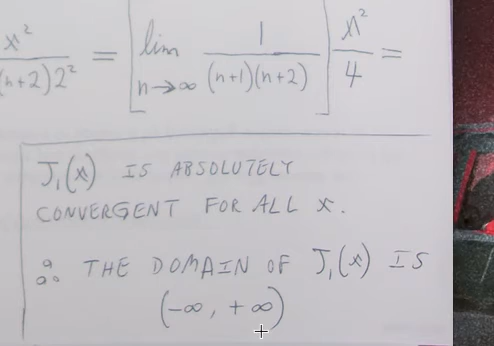 x²/(n+2)2² = [lim n→∞ 1/((n+1)(n+2))] x²/4 =
J₁(x) IS ABSOLUTELY
CONVERGENT FOR ALL x.
∴ THE DOMAIN OF J₁(x) IS
(-∞, +∞)